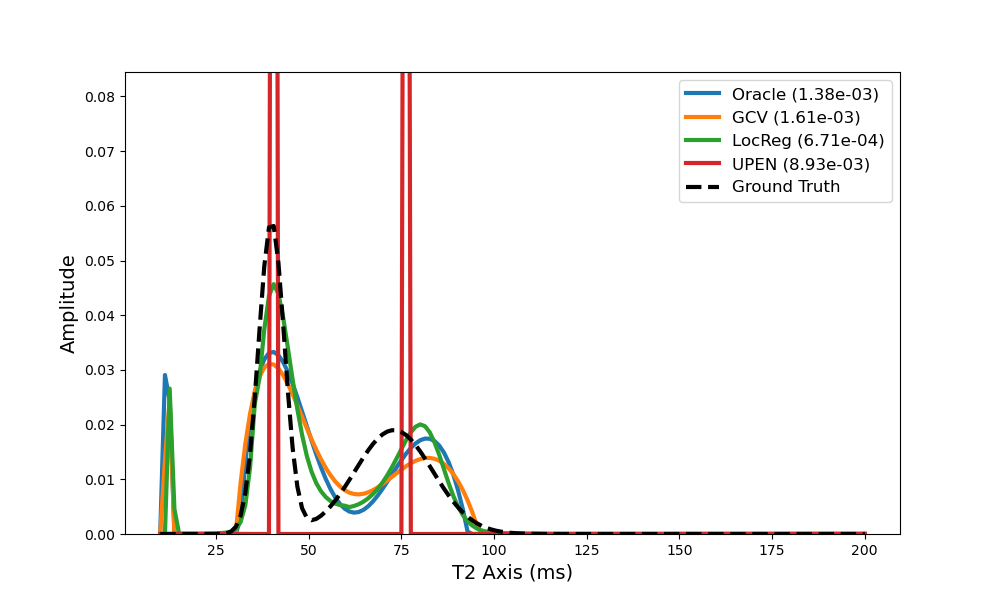 0.08
0.07
0.06
0.05
0.04
0.03
0.02
0.01
0.00
Amplitude
25
50
75
100
125
150
175
200
T2 Axis (ms)
Oracle (1.38e-03)
GCV (1.61e-03)
LocReg (6.71e-04)
UPEN (8.93e-03)
Ground Truth